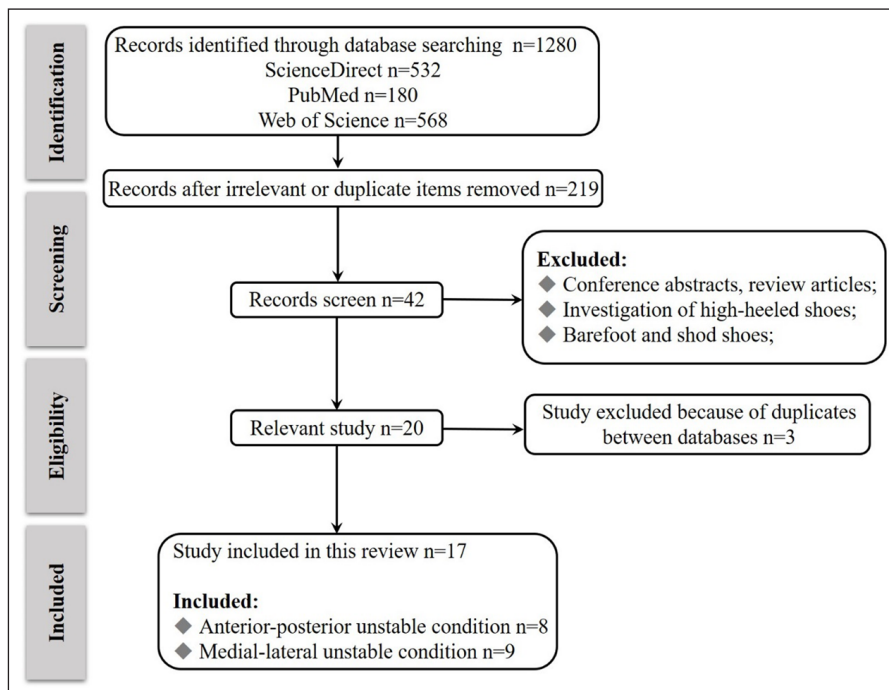 Identification
Records identified through database searching n=1280
ScienceDirect n=532
PubMed n=180
Web of Science n=568
Records after irrelevant or duplicate items removed n=219
Screening
Records screen n=42
Excluded:
◆ Conference abstracts, review articles;
◆ Investigation of high-heeled shoes;
◆ Barefoot and shod shoes;
Eligibility
Relevant study n=20
Study excluded because of duplicates
between databases n=3
Included
Study included in this review n=17
Included:
◆ Anterior-posterior unstable condition n=8
◆ Medial-lateral unstable condition n=9